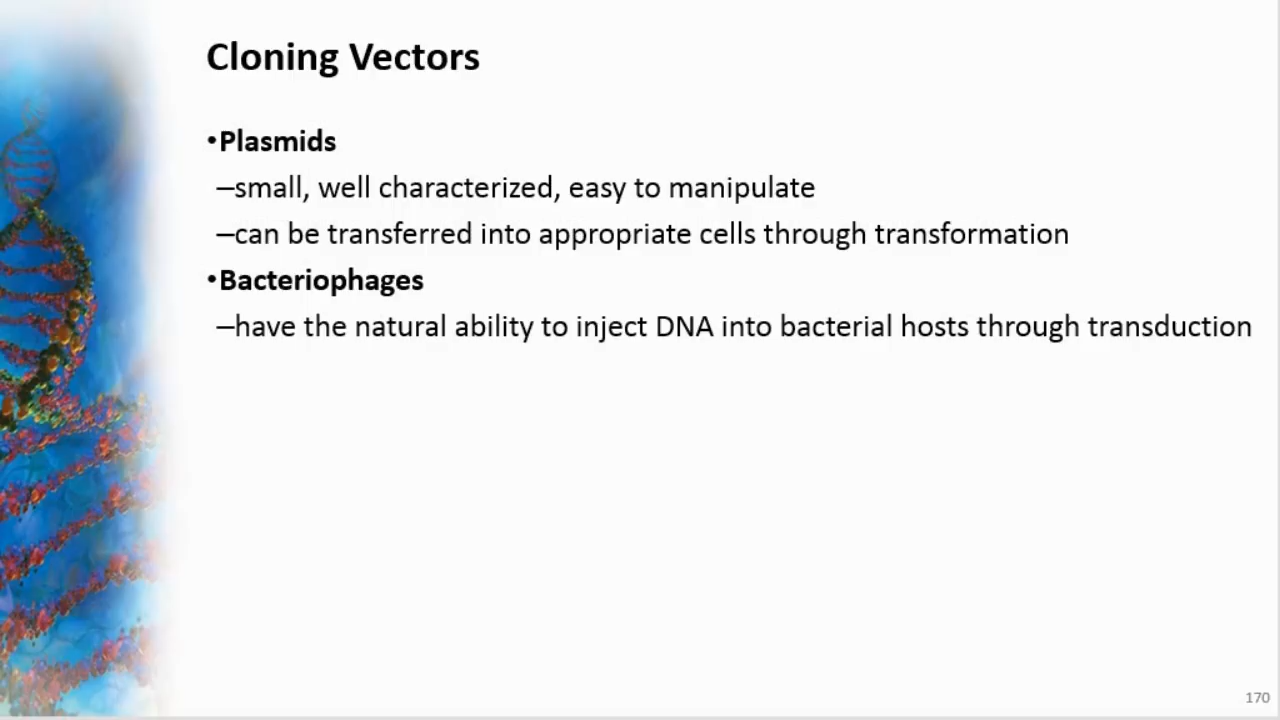 Cloning Vectors
•Plasmids
–small, well characterized, easy to manipulate
–can be transferred into appropriate cells through transformation
•Bacteriophages
–have the natural ability to inject DNA into bacterial hosts through transduction
170